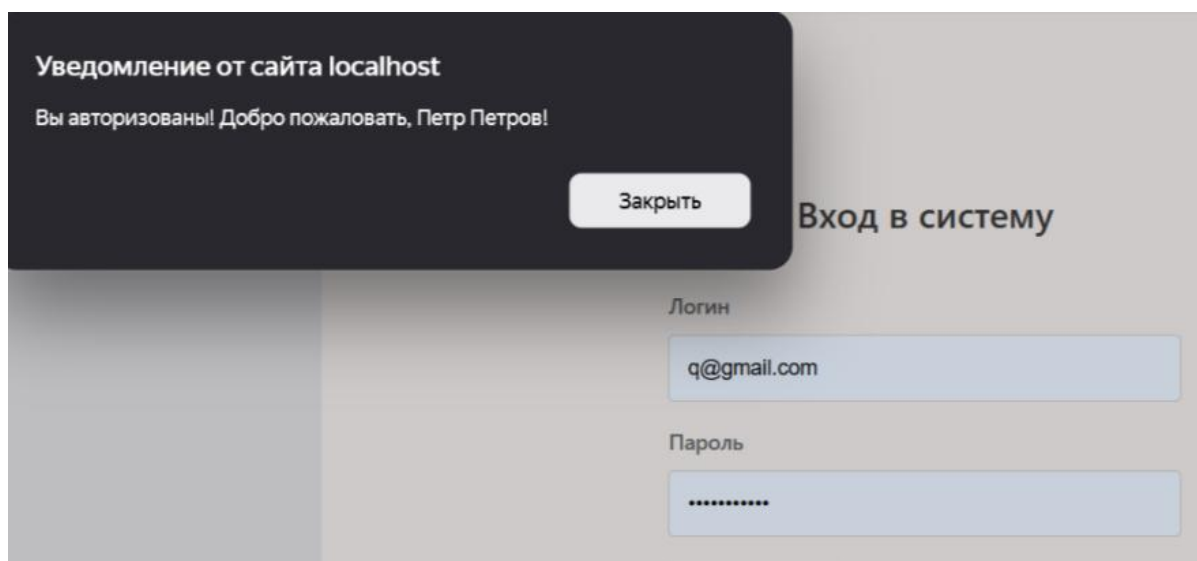 Уведомление от сайта localhost
Вы авторизованы! Добро пожаловать, Петр Петров!
Закрыть
Вход в систему
Логин
q@gmail.com
Пароль
•••••••••••